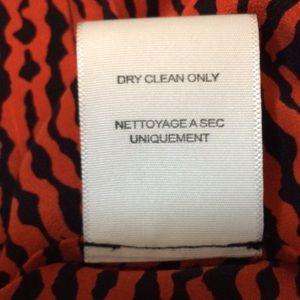 DRY CLEAN ONLY
NETTOYAGE A SEC
UNIQUEMENT